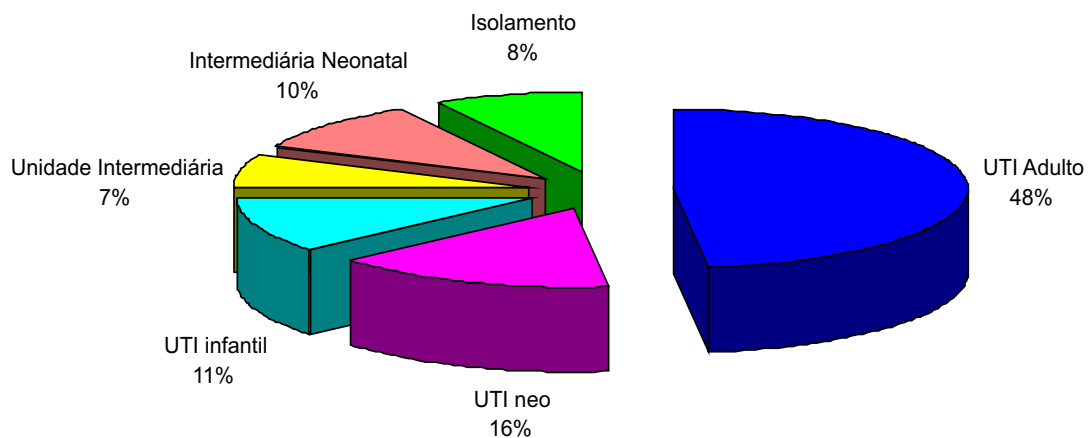 Isolamento
8%
Intermediária Neonatal
10%
Unidade Intermediária
7%
UTI Adulto
48%
UTI infantil
11%
UTI neo
16%